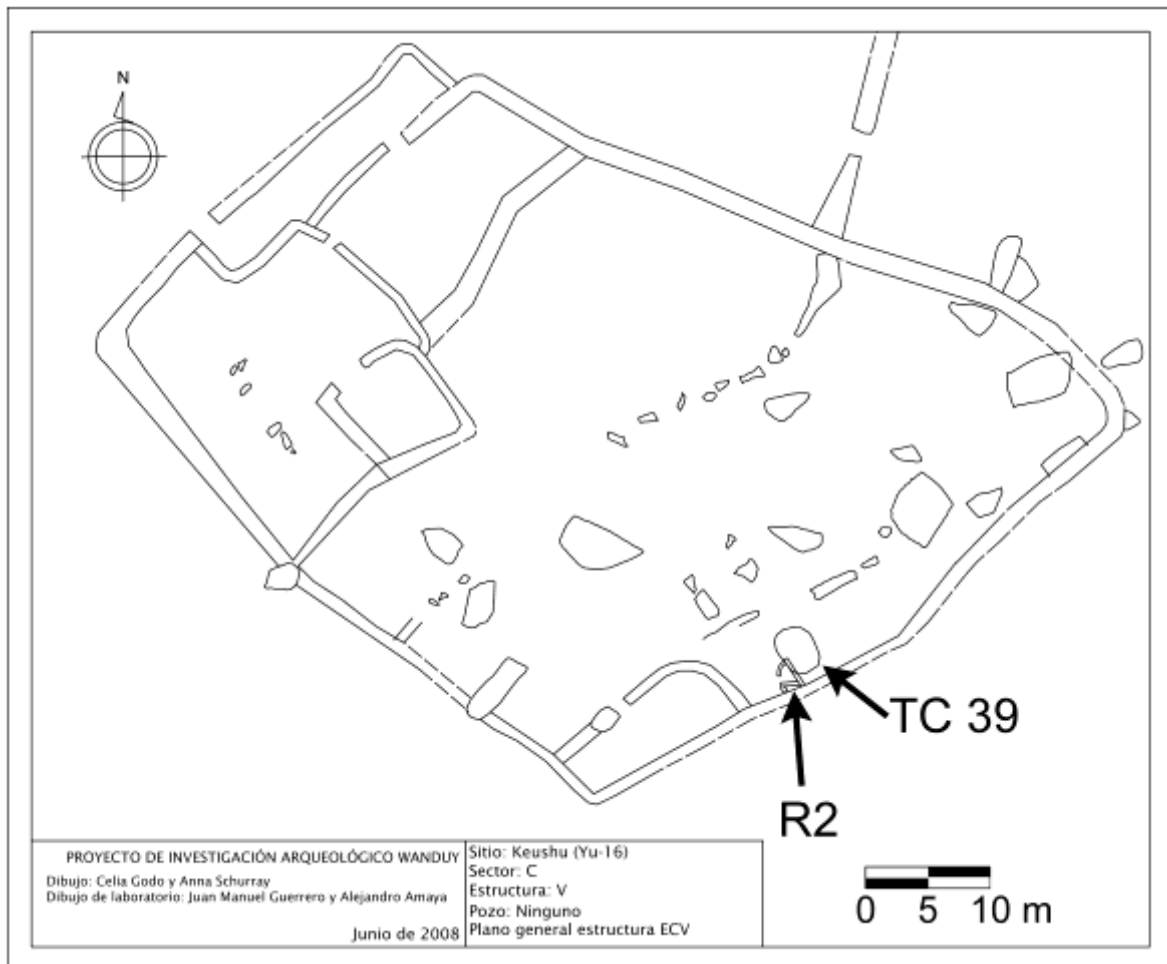 N
TC 39
R2
PROYECTO DE INVESTIGACIÓN ARQUEOLÓGICO WANDUY
Dibujo: Celia Godo y Anna Schurray
Dibujo de laboratorio: Juan Manuel Guerrero y Alejandro Amaya
Junio de 2008
Sitio: Keushu (Yu-16)
Sector: C
Estructura: V
Pozo: Ninguno
Plano general estructura ECV
0 5 10 m